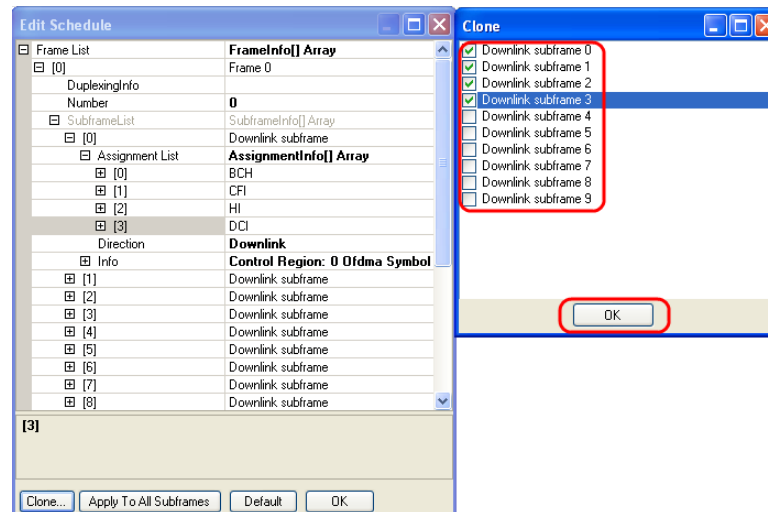 Edit Schedule
Frame List FrameInfo[] Array
[0] Frame 0
DuplexingInfo
Number 0
SubframeList SubframeInfo[] Array
[0] Downlink subframe
Assignment List AssignmentInfo[] Array
[0] BCH
[1] CFI
[2] HI
[3] DCI
Direction Downlink
Info Control Region: 0 Ofdma Symbol
[1] Downlink subframe
[2] Downlink subframe
[3] Downlink subframe
[4] Downlink subframe
[5] Downlink subframe
[6] Downlink subframe
[7] Downlink subframe
[8] Downlink subframe
[3]
Clone... Apply To All Subframes Default OK
Clone
Downlink subframe 0
Downlink subframe 1
Downlink subframe 2
Downlink subframe 3
Downlink subframe 4
Downlink subframe 5
Downlink subframe 6
Downlink subframe 7
Downlink subframe 8
Downlink subframe 9
OK